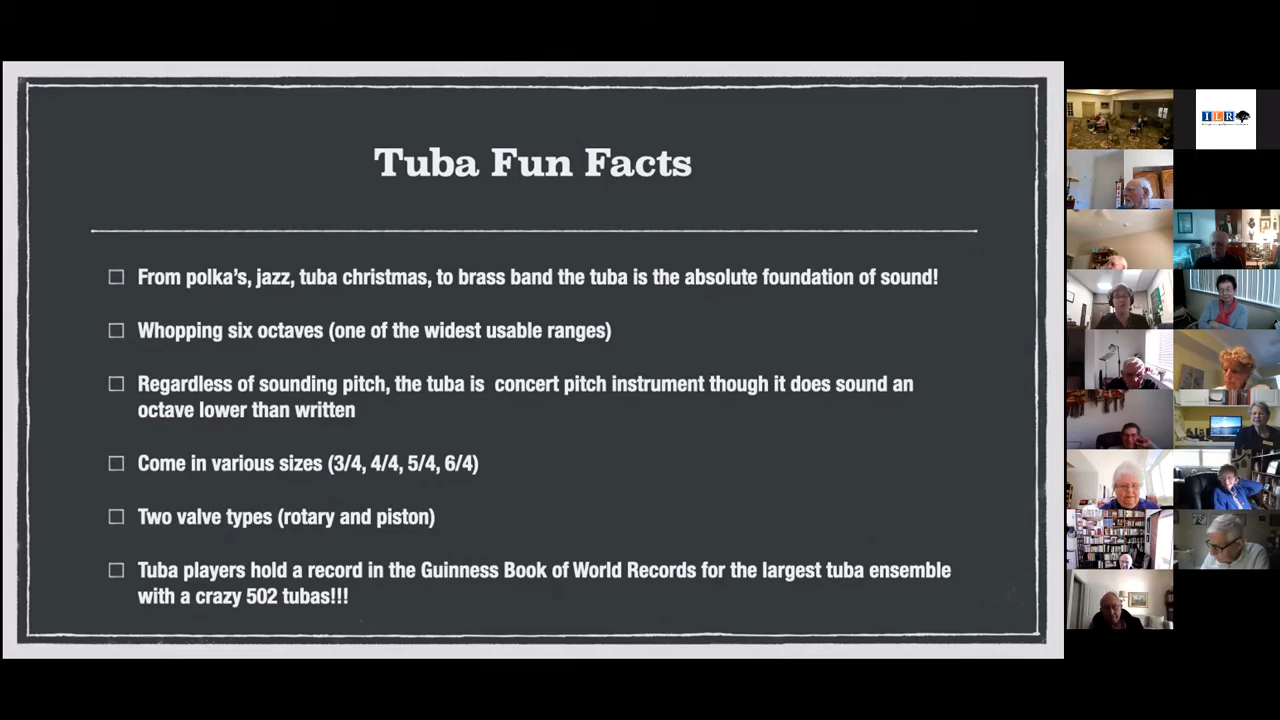 Tuba Fun Facts
From polka's, jazz, tuba christmas, to brass band the tuba is the absolute foundation of sound!
Whopping six octaves (one of the widest usable ranges)
Regardless of sounding pitch, the tuba is  concert pitch instrument though it does sound an
octave lower than written
Come in various sizes (3/4, 4/4, 5/4, 6/4)
Two valve types (rotary and piston)
Tuba players hold a record in the Guinness Book of World Records for the largest tuba ensemble
with a crazy 502 tubas!!!
ILR